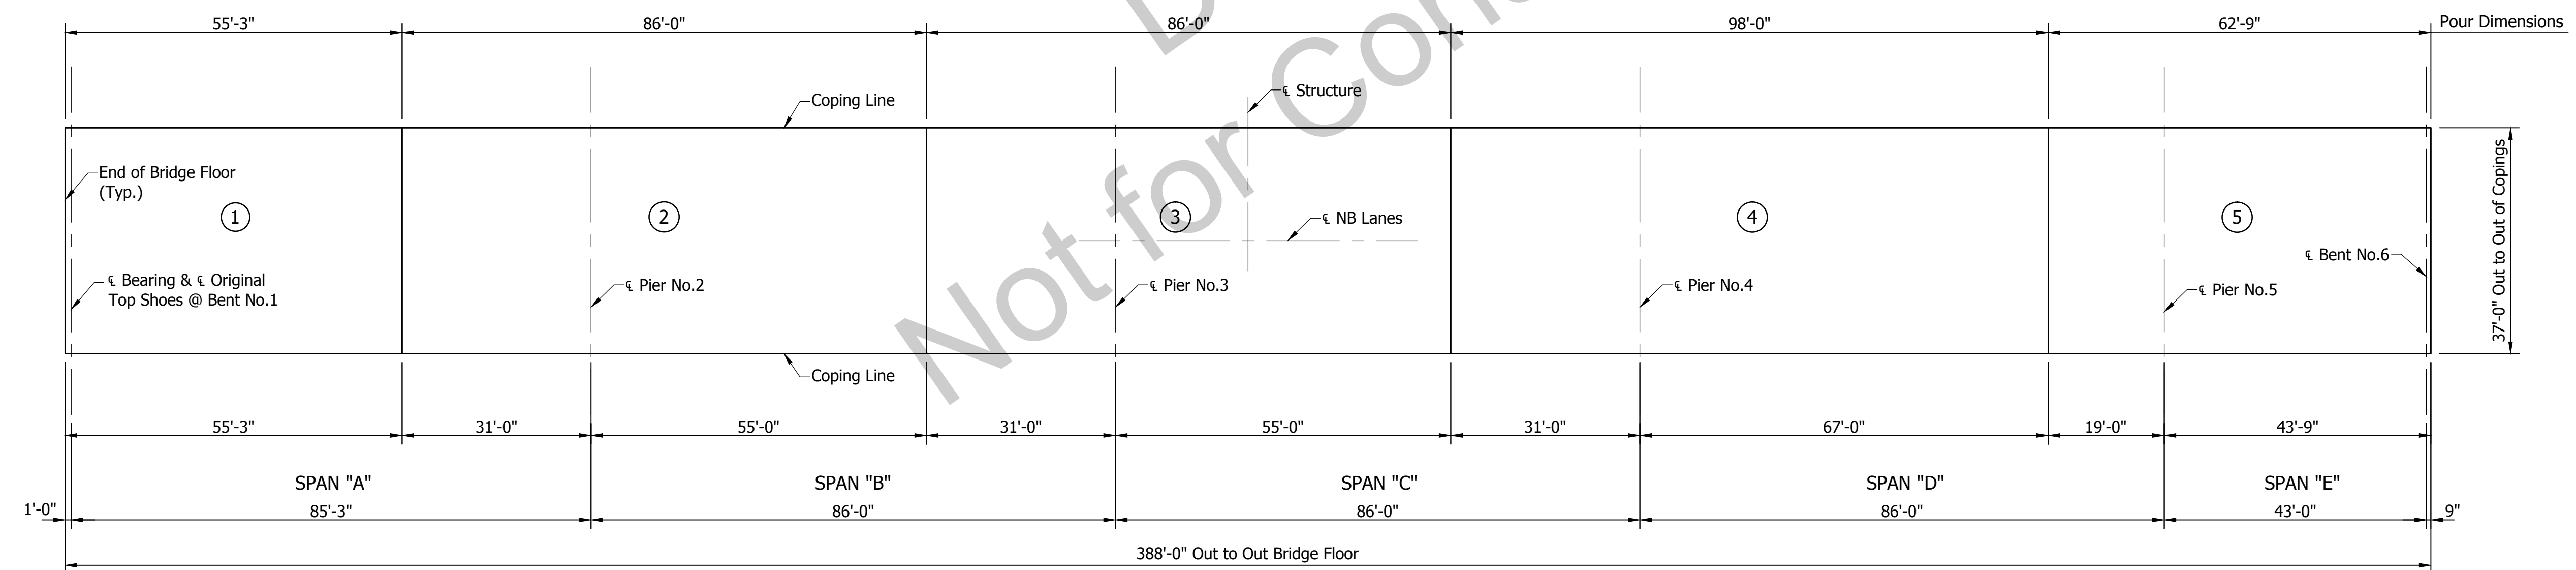 55'-3"
86'-0"
86'-0"
98'-0"
62'-9"
Pour Dimensions
Coping Line
℄ Structure
End of Bridge Floor
(Typ.)
1
2
3
4
5
℄ NB Lanes
37'-0" Out to Out of Copings
℄ Bearing & ℄ Original
Top Shoes @ Bent No.1
℄ Pier No.2
℄ Pier No.3
℄ Pier No.4
℄ Pier No.5
℄ Bent No.6
Coping Line
Not for
55'-3"
31'-0"
55'-0"
31'-0"
55'-0"
31'-0"
67'-0"
19'-0"
43'-9"
SPAN "A"
SPAN "B"
SPAN "C"
SPAN "D"
SPAN "E"
1'-0"
85'-3"
86'-0"
86'-0"
86'-0"
43'-0"
9"
388'-0" Out to Out Bridge Floor